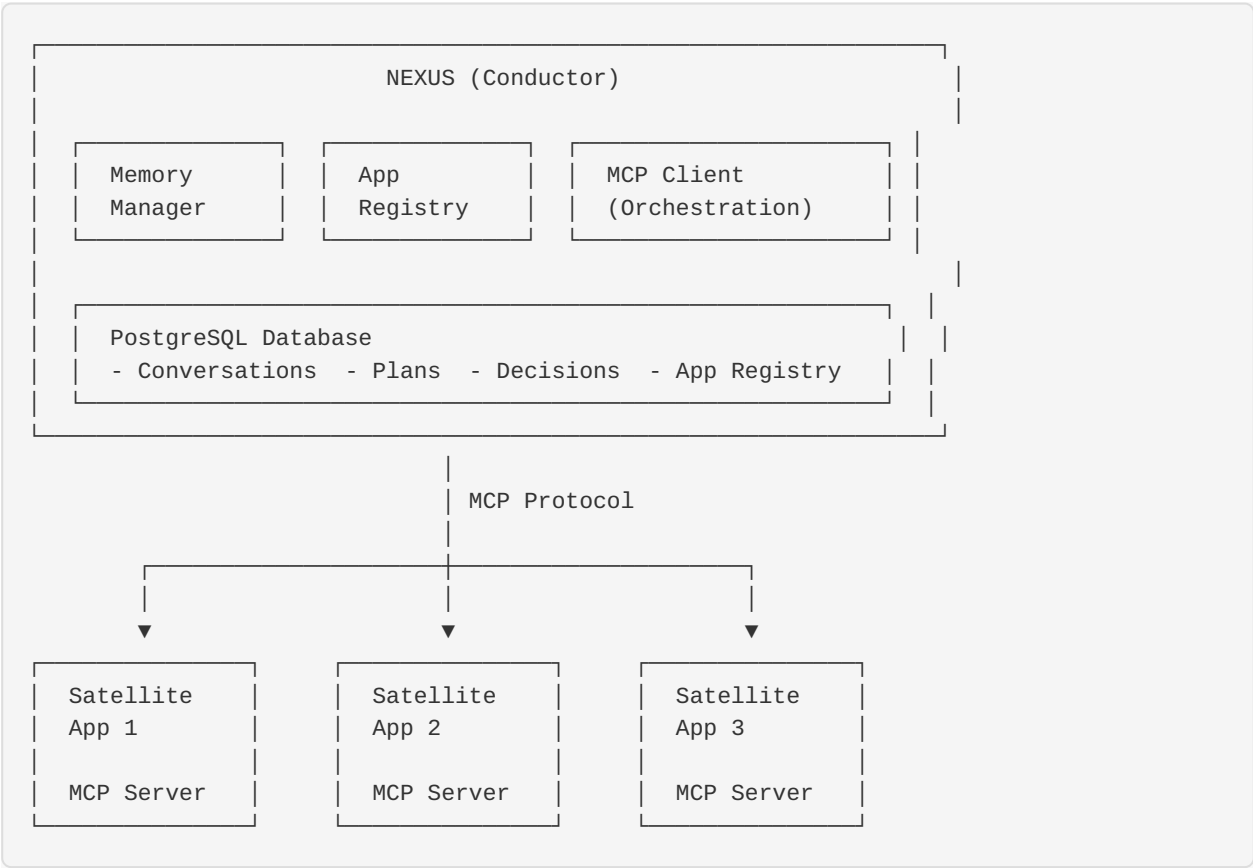 NEXUS (Conductor)
Memory App MCP Client
Manager Registry (Orchestration)
PostgreSQL Database
- Conversations - Plans - Decisions - App Registry
MCP Protocol
Satellite Satellite Satellite
App 1 App 2 App 3
MCP Server MCP Server MCP Server